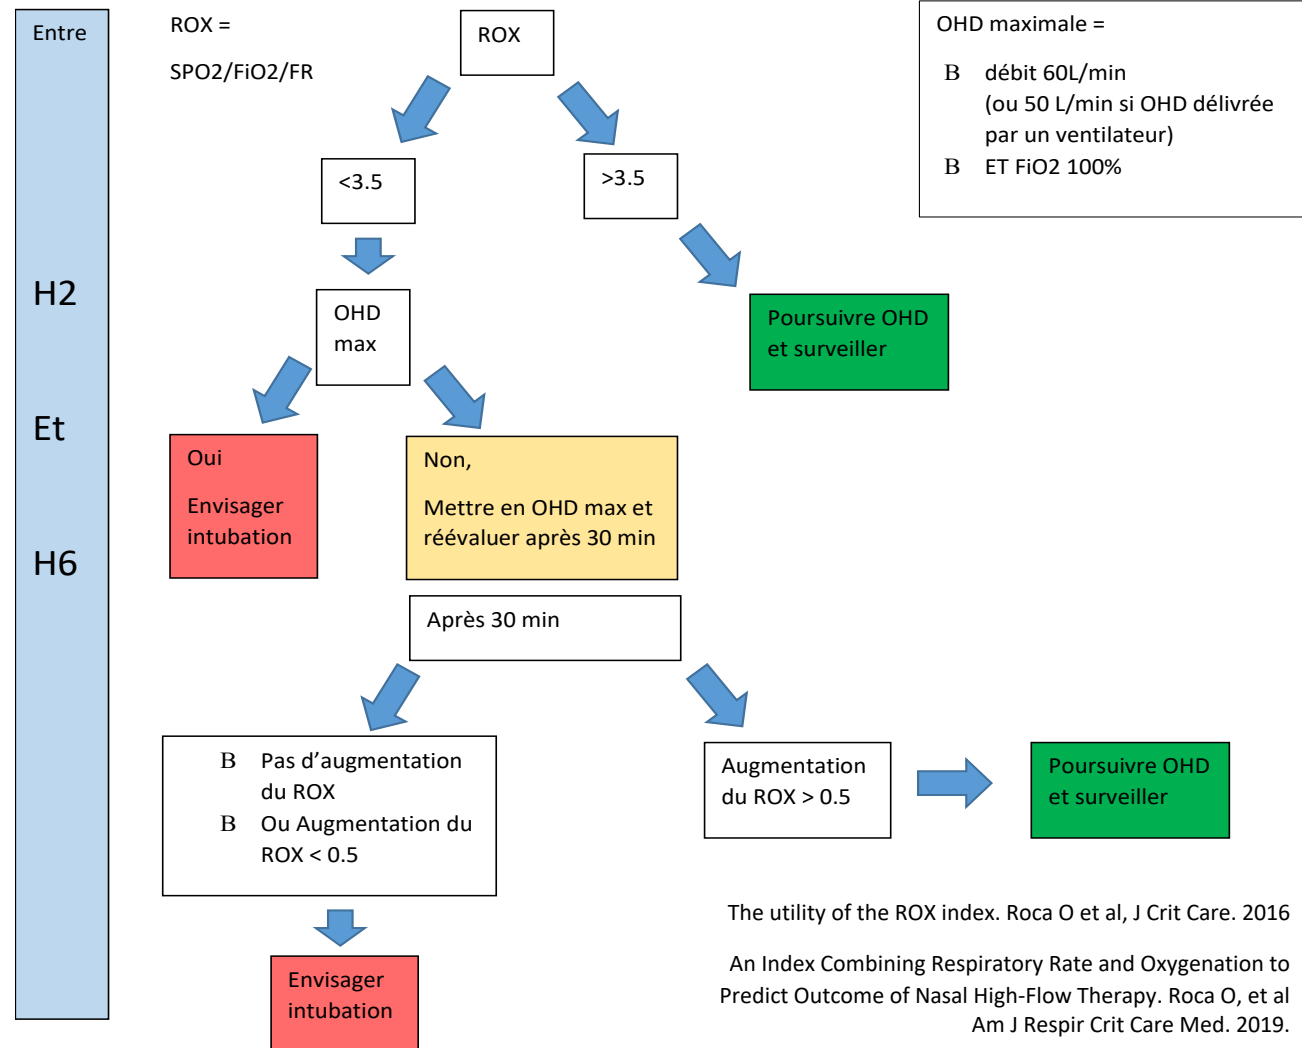 Entre
H2
Et
H6
ROX =
SPO2/FiO2/FR
ROX
OHD maximale =
B débit 60L/min
(ou 50 L/min si OHD délivrée
par un ventilateur)
B ET FiO2 100%
<3.5
>3.5
OHD
max
Poursuivre OHD
et surveiller
Oui
Envisager
intubation
Non,
Mettre en OHD max et
réévaluer après 30 min
Après 30 min
B Pas d’augmentation
du ROX
B Ou Augmentation du
ROX < 0.5
Augmentation
du ROX > 0.5
Poursuivre OHD
et surveiller
Envisager
intubation
The utility of the ROX index. Roca O et al, J Crit Care. 2016
An Index Combining Respiratory Rate and Oxygenation to
Predict Outcome of Nasal High-Flow Therapy. Roca O, et al
Am J Respir Crit Care Med. 2019.